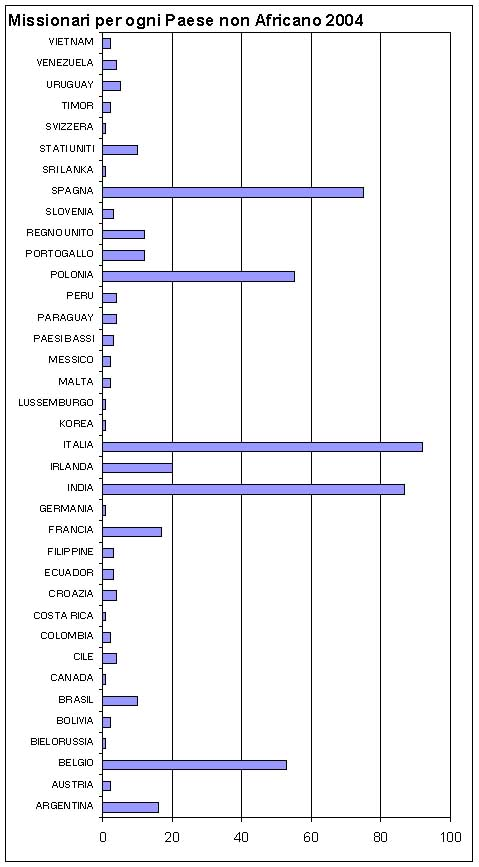 Missionari per ogni Paese non Africano 2004
VIETNAM
VENEZUELA
URUGUAY
TIMOR
SVIZZERA
STATI UNITI
SRI LANKA
SPAGNA
SLOVENIA
REGNO UNITO
PORTOGALLO
POLONIA
PERU
PARAGUAY
PAESI BASSI
MESSICO
MALTA
LUSSEMBURGO
KOREA
ITALIA
IRLANDA
INDIA
GERMANIA
FRANCIA
FILIPPINE
ECUADOR
CROAZIA
COSTA RICA
COLOMBIA
CILE
CANADA
BRASIL
BOLIVIA
BIELORUSSIA
BELGIO
AUSTRIA
ARGENTINA
0 20 40 60 80 100